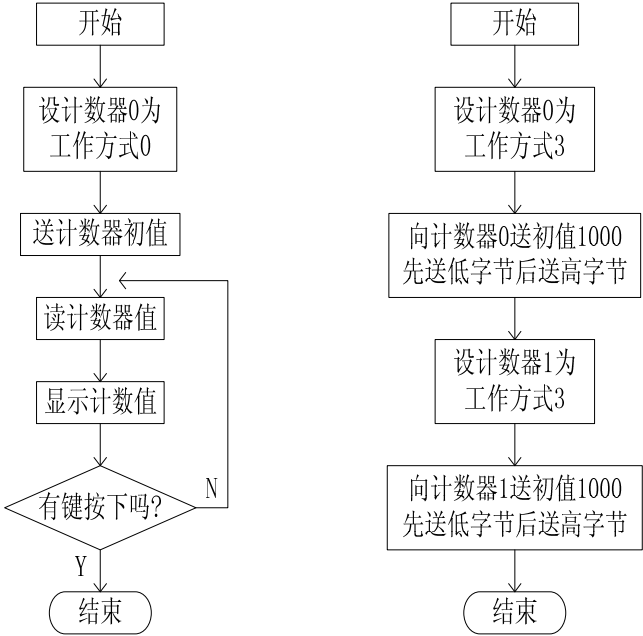 开始
设计数器0为
工作方式0
送计数器初值
读计数器值
显示计数值
有键按下吗?
N
Y
结束
开始
设计数器0为
工作方式3
向计数器0送初值1000
先送低字节后送高字节
设计数器1为
工作方式3
向计数器1送初值1000
先送低字节后送高字节
结束